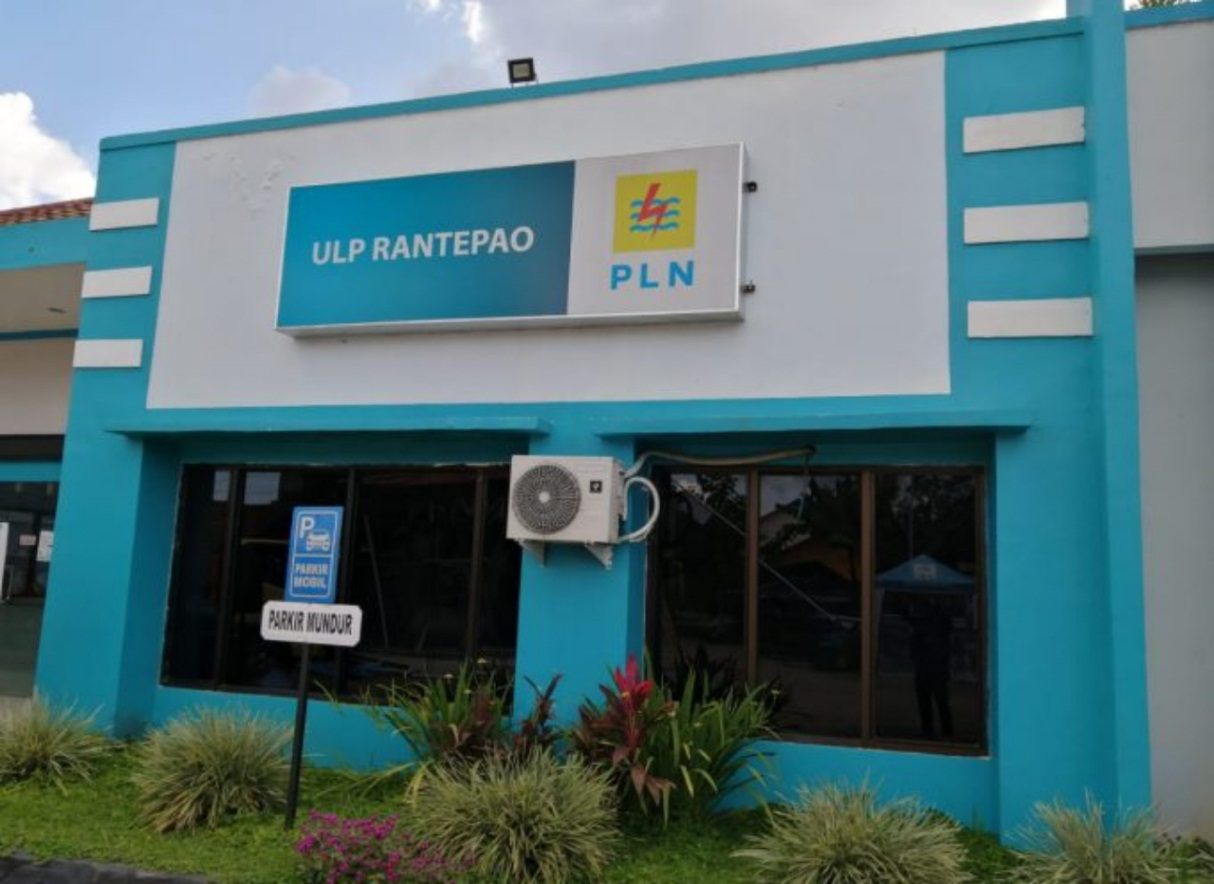 ULP RANTEPAO
PLN
P
PARKIR
MOBIL
PARKIR MUNDUR